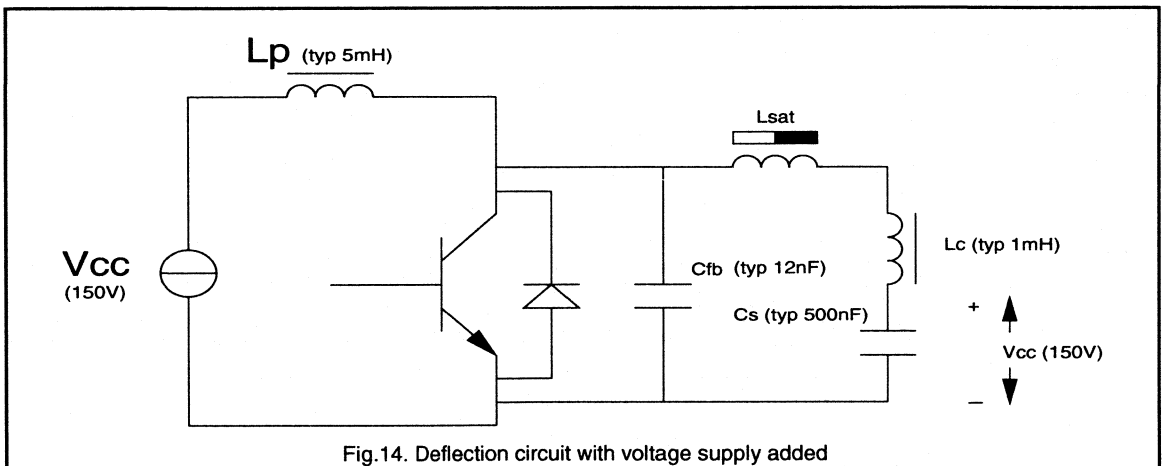 Lp (typ 5mH)
Lsat
Vcc
(150V)
Cfb (typ 12nF)
Lc (typ 1mH)
Cs (typ 500nF)
+
Vcc (150V)
–
Fig.14. Deflection circuit with voltage supply added